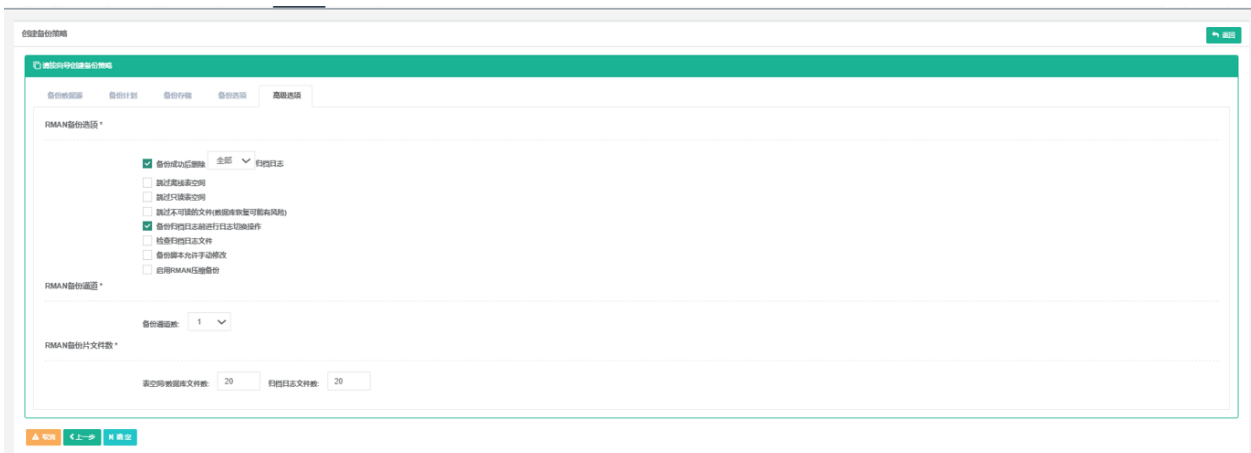 创建备份策略
返回
请按向导创建备份策略
备份数据源 备份计划 备份存储 备份选项 高级选项
RMAN备份选项 *
备份成功后删除 全部 归档日志
跳过离线表空间
跳过只读表空间
跳过不可读的文件(数据库恢复可能有风险)
备份归档日志前进行日志切换操作
检查归档日志文件
备份脚本允许手动修改
启用RMAN压缩备份
RMAN备份通道 *
备份通道数: 1
RMAN备份片文件数 *
表空间/数据库文件数: 20 归档日志文件数: 20
取消 上一步 确定